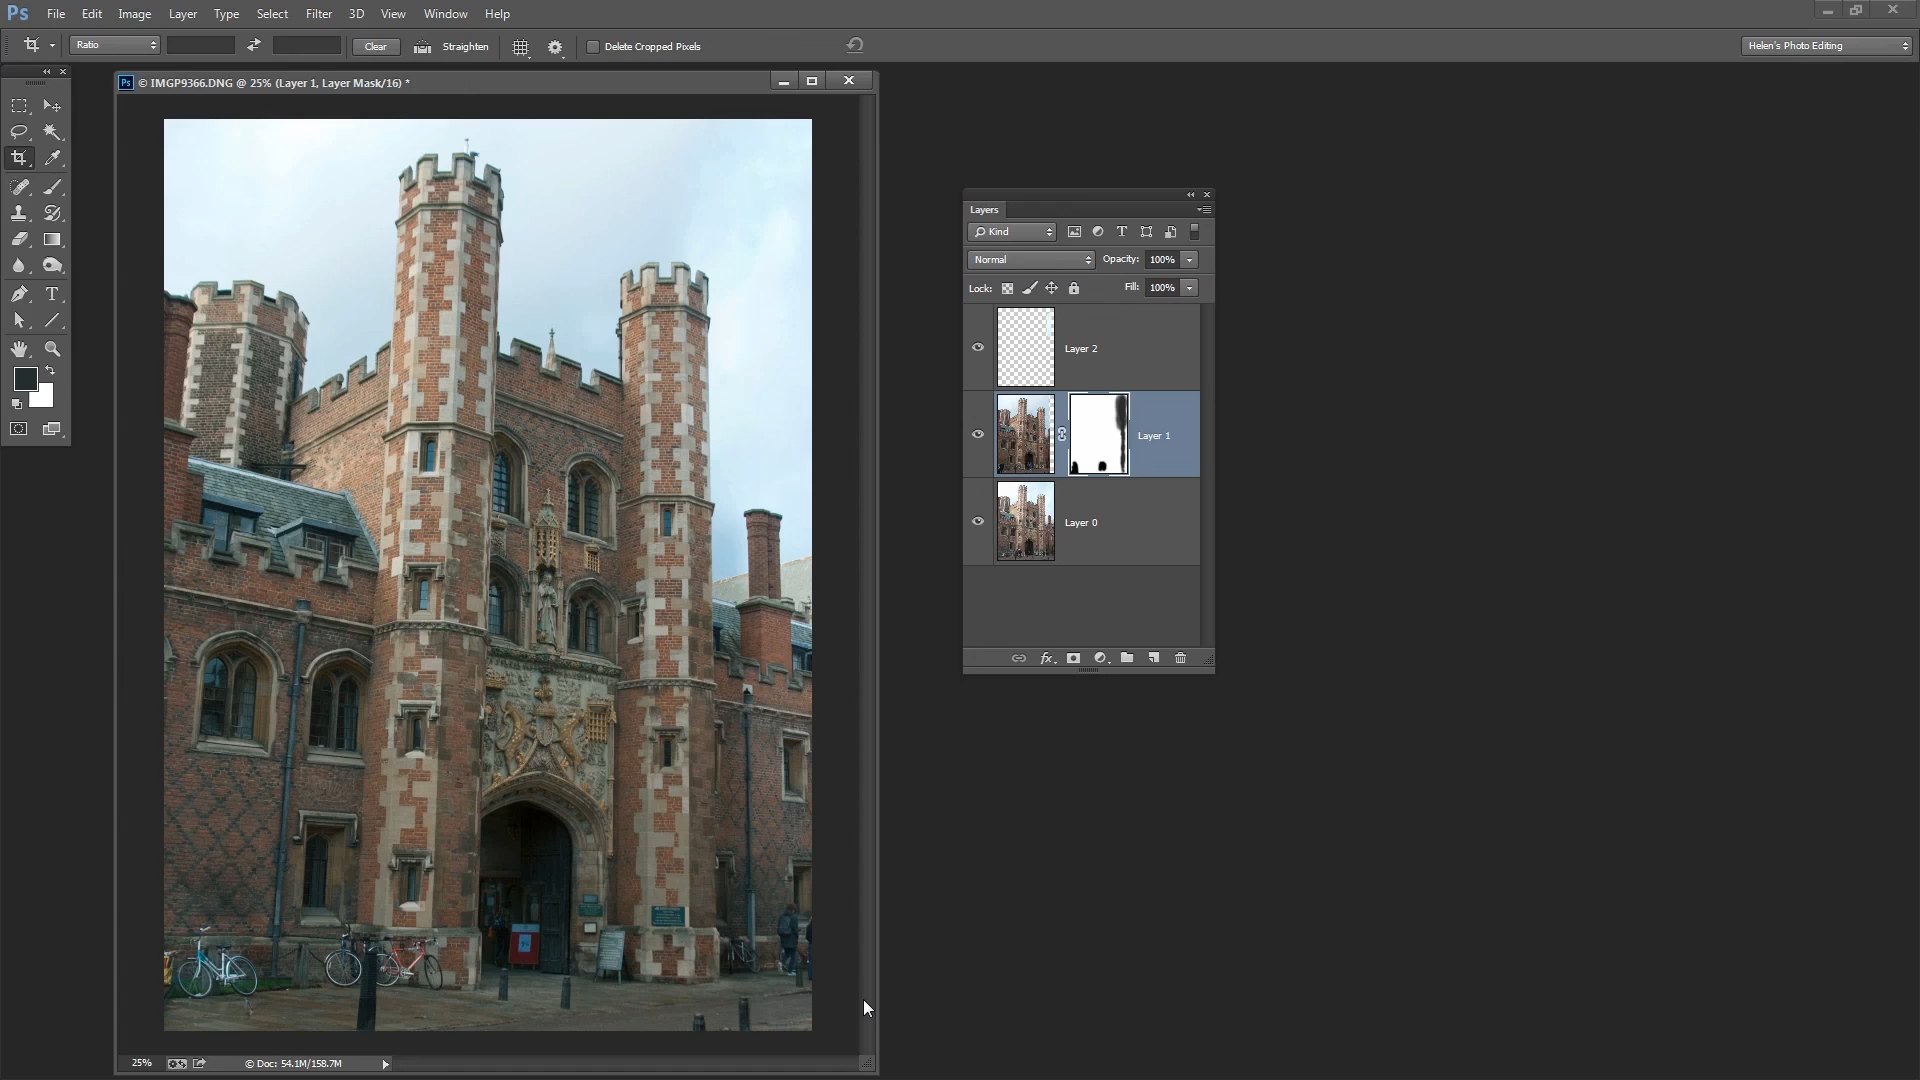 Ps File Edit Image Layer Type Select Filter 3D View Window Help
Ratio Clear Straighten Delete Cropped Pixels Helen's Photo Editing
Ps © IMGP9366.DNG @ 25% (Layer 1, Layer Mask/16) *
Layers
Kind
Normal Opacity: 100%
Lock: Fill: 100%
Layer 2
Layer 1
Layer 0
fx
25% © Doc: 54.1M/158.7M